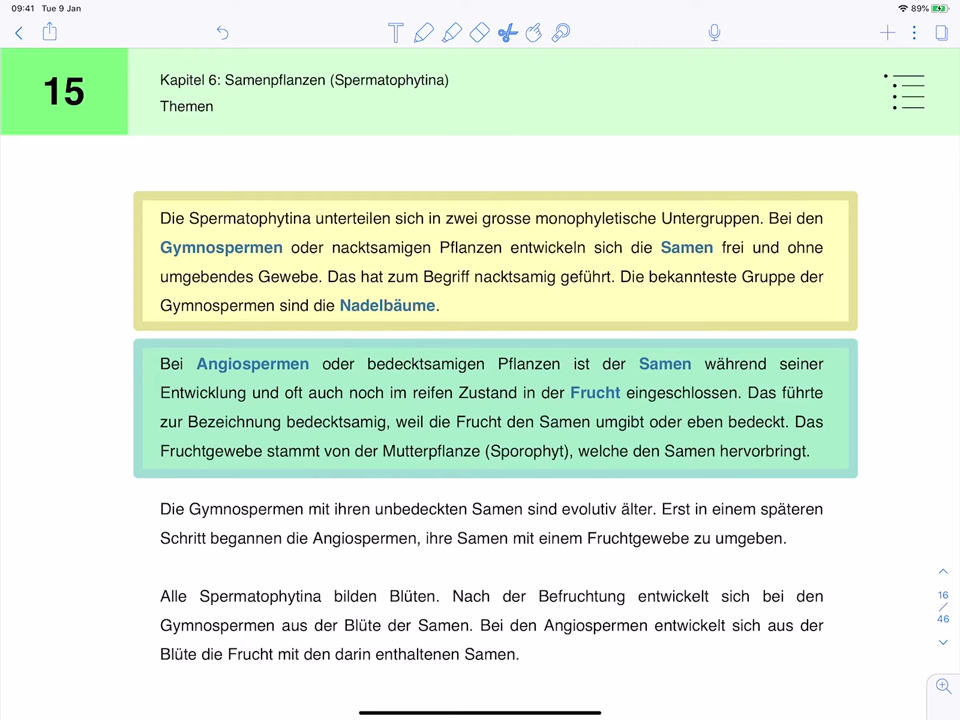 09:41 Tue 9 Jan
89%
15
Kapitel 6: Samenpflanzen (Spermatophytina)
Themen
Die Spermatophytina unterteilen sich in zwei grosse monophyletische Untergruppen. Bei den
Gymnospermen oder nacktsamigen Pflanzen entwickeln sich die Samen frei und ohne
umgebendes Gewebe. Das hat zum Begriff nacktsamig geführt. Die bekannteste Gruppe der
Gymnospermen sind die Nadelbäume.
Bei Angiospermen oder bedecktsamigen Pflanzen ist der Samen während seiner
Entwicklung und oft auch noch im reifen Zustand in der Frucht eingeschlossen. Das führte
zur Bezeichnung bedecktsamig, weil die Frucht den Samen umgibt oder eben bedeckt. Das
Fruchtgewebe stammt von der Mutterpflanze (Sporophyt), welche den Samen hervorbringt.
Die Gymnospermen mit ihren unbedeckten Samen sind evolutiv älter. Erst in einem späteren
Schritt begannen die Angiospermen, ihre Samen mit einem Fruchtgewebe zu umgeben.
Alle Spermatophytina bilden Blüten. Nach der Befruchtung entwickelt sich bei den
Gymnospermen aus der Blüte der Samen. Bei den Angiospermen entwickelt sich aus der
Blüte die Frucht mit den darin enthaltenen Samen.
16
/
46